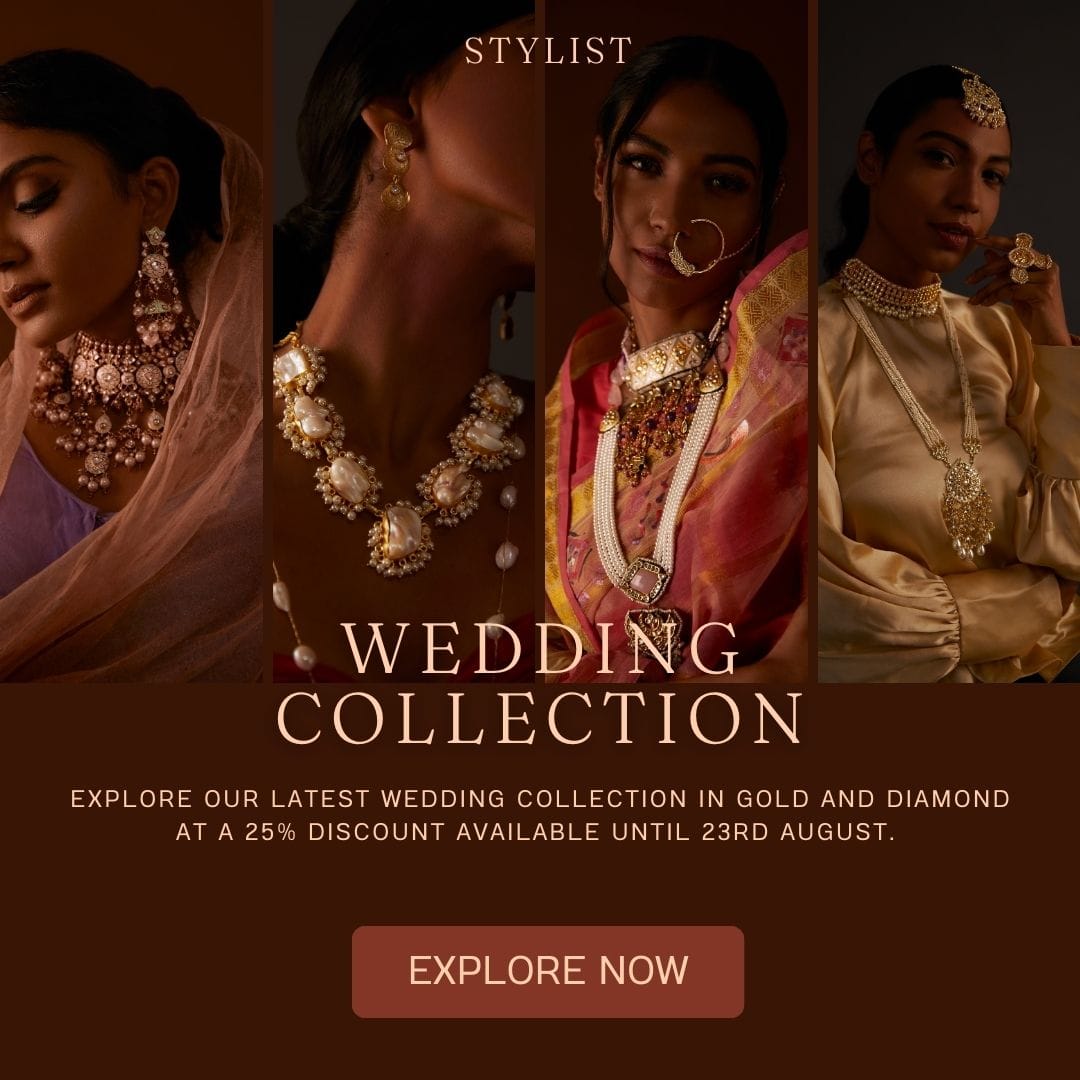 STYLIST
WEDDING
COLLECTION
EXPLORE OUR LATEST WEDDING COLLECTION IN GOLD AND DIAMOND
AT A 25% DISCOUNT AVAILABLE UNTIL 23RD AUGUST.
EXPLORE NOW